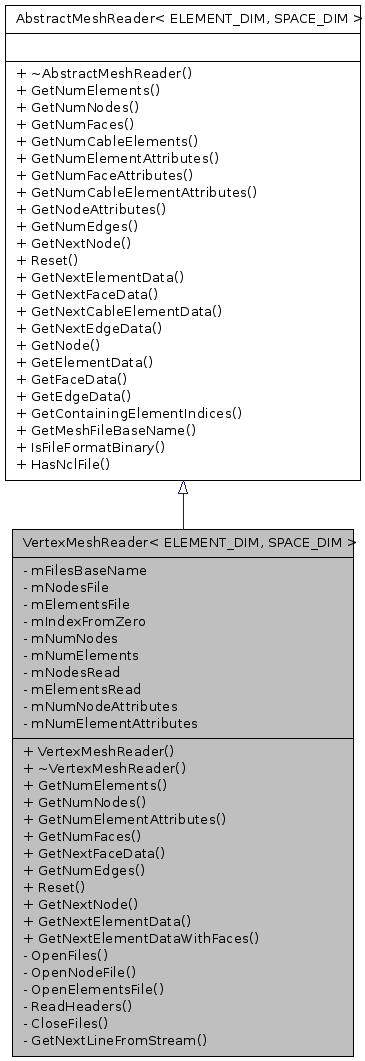 AbstractMeshReader< ELEMENT_DIM, SPACE_DIM >
+ ~AbstractMeshReader()
+ GetNumElements()
+ GetNumNodes()
+ GetNumFaces()
+ GetNumCableElements()
+ GetNumElementAttributes()
+ GetNumFaceAttributes()
+ GetNumCableElementAttributes()
+ GetNodeAttributes()
+ GetNumEdges()
+ GetNextNode()
+ Reset()
+ GetNextElementData()
+ GetNextFaceData()
+ GetNextCableElementData()
+ GetNextEdgeData()
+ GetNode()
+ GetElementData()
+ GetFaceData()
+ GetEdgeData()
+ GetContainingElementIndices()
+ GetMeshFileBaseName()
+ IsFileFormatBinary()
+ HasNclFile()
VertexMeshReader< ELEMENT_DIM, SPACE_DIM >
- mFilesBaseName
- mNodesFile
- mElementsFile
- mIndexFromZero
- mNumNodes
- mNumElements
- mNodesRead
- mElementsRead
- mNumNodeAttributes
- mNumElementAttributes
+ VertexMeshReader()
+ ~VertexMeshReader()
+ GetNumElements()
+ GetNumNodes()
+ GetNumElementAttributes()
+ GetNumFaces()
+ GetNextFaceData()
+ GetNumEdges()
+ Reset()
+ GetNextNode()
+ GetNextElementData()
+ GetNextElementDataWithFaces()
- OpenFiles()
- OpenNodeFile()
- OpenElementsFile()
- ReadHeaders()
- CloseFiles()
- GetNextLineFromStream()